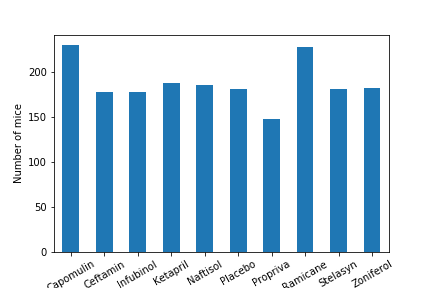 Number of mice
200
150
100
50
0
Capomulin
Ceftamin
Infubinol
Ketapril
Naftisol
Placebo
Propriva
Ramicane
Stelasyn
Zoniferol